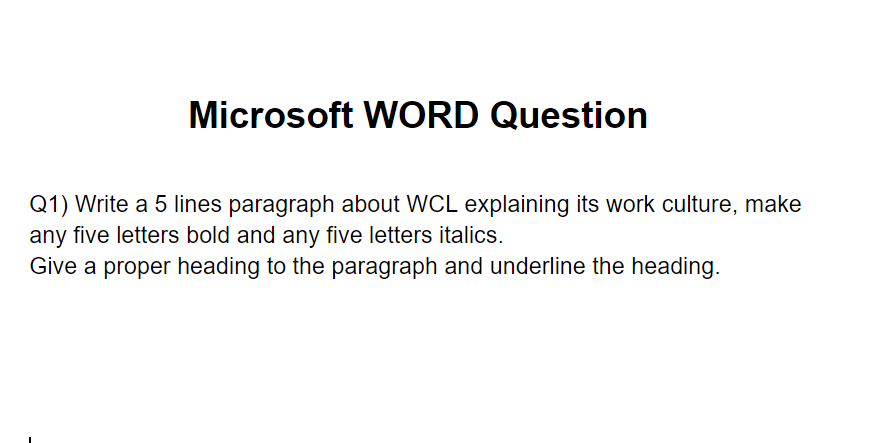 Microsoft WORD Question
Q1) Write a 5 lines paragraph about WCL explaining its work culture, make
any five letters bold and any five letters italics.
Give a proper heading to the paragraph and underline the heading.